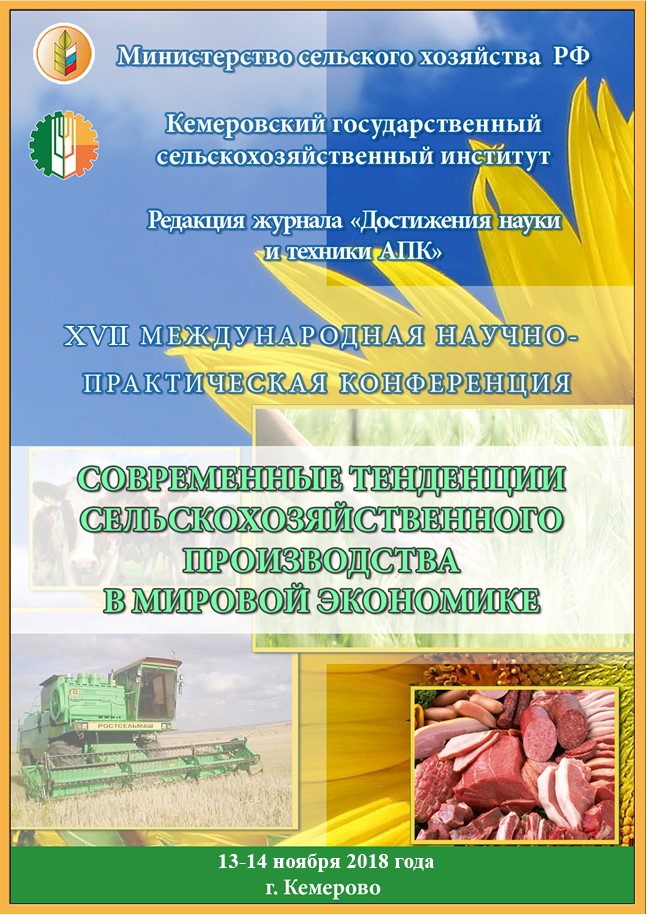 Министерство сельского хозяйства РФ
Кемеровский государственный
сельскохозяйственный институт
Редакция журнала «Достижения науки
и техники АПК»
XVII МЕЖДУНАРОДНАЯ НАУЧНО-
ПРАКТИЧЕСКАЯ КОНФЕРЕНЦИЯ
СОВРЕМЕННЫЕ ТЕНДЕНЦИИ
СЕЛЬСКОХОЗЯЙСТВЕННОГО
ПРОИЗВОДСТВА
В МИРОВОЙ ЭКОНОМИКЕ
РОСТСЕЛЬМАШ
13-14 ноября 2018 года
г. Кемерово